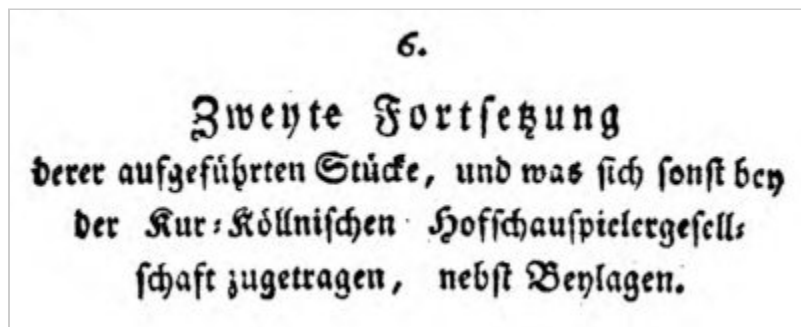 6.
Zweyte Fortsetzung
derer aufgeführten Stücke, und was sich sonst bey
der Kur⸗Köllnischen Hofschauspielergesell⸗
schaft zugetragen, nebst Beylagen.